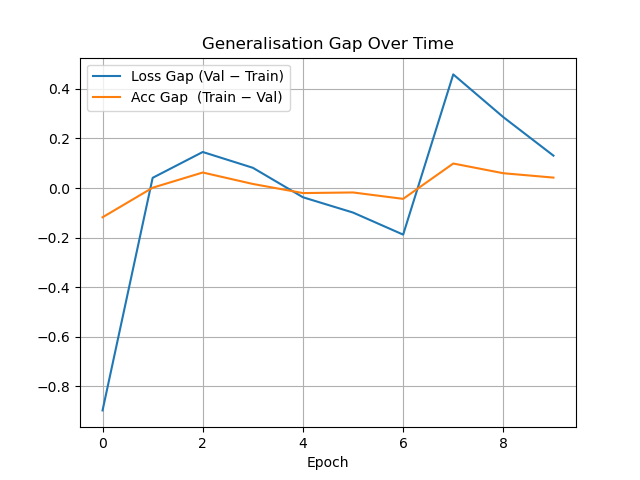 Generalisation Gap Over Time
Loss Gap (Val − Train)
Acc Gap  (Train − Val)
0.4
0.2
0.0
−0.2
−0.4
−0.6
−0.8
0 2 4 6 8
Epoch